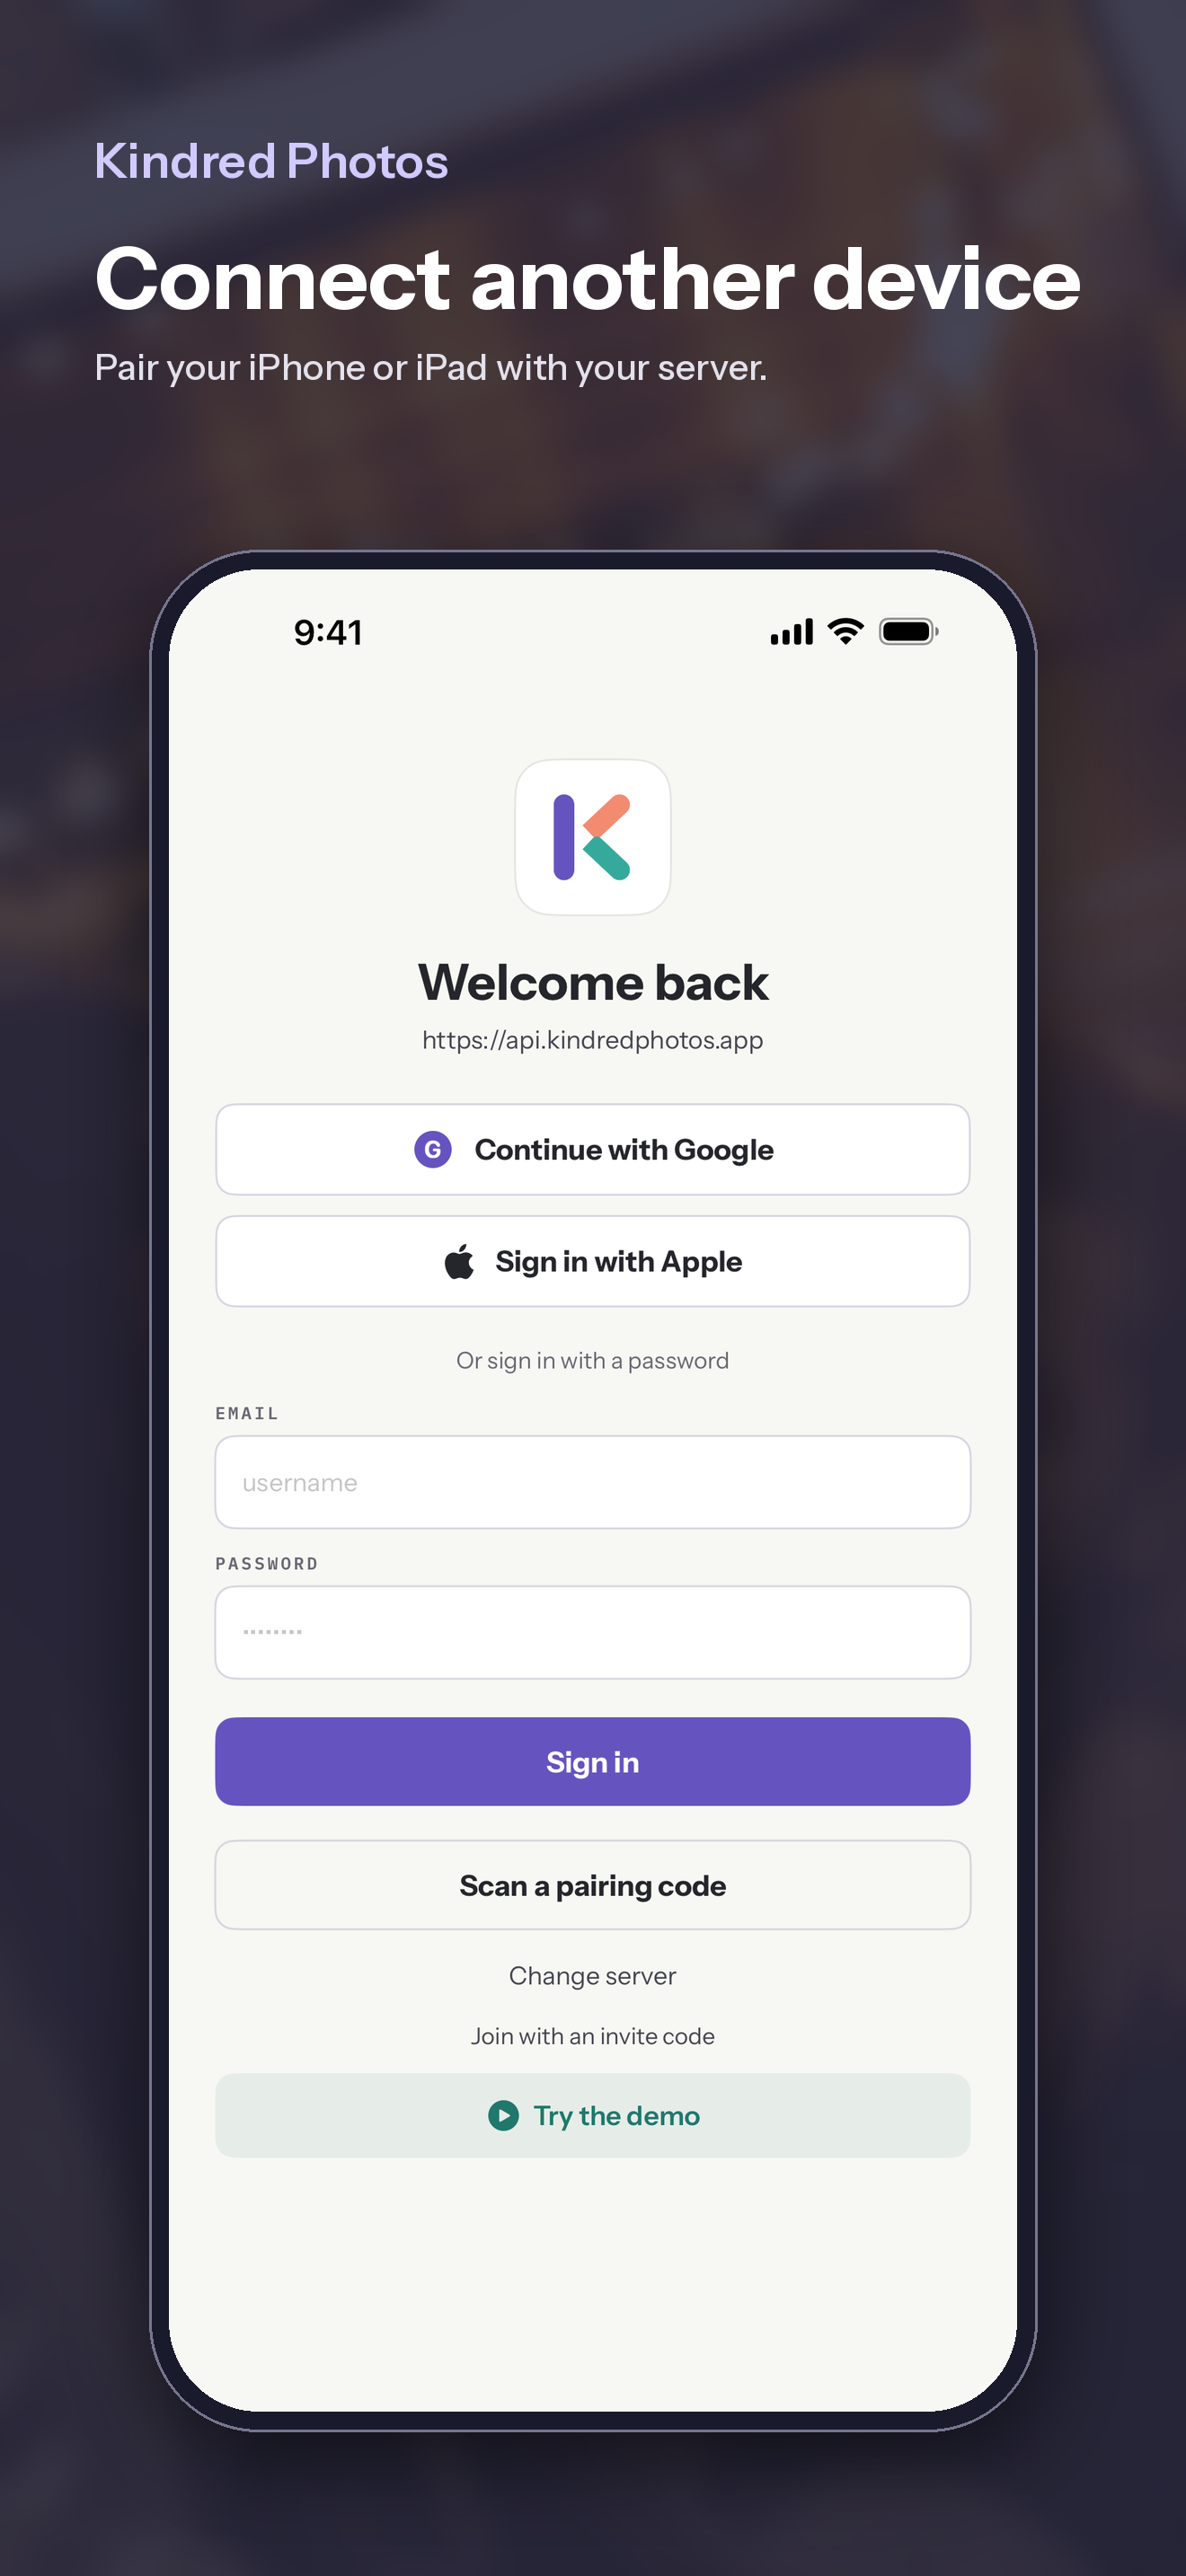 Kindred Photos
Connect another device
Pair your iPhone or iPad with your server.
9:41
K
Welcome back
https://api.kindredphotos.app
G Continue with Google
Sign in with Apple
Or sign in with a password
EMAIL
username
PASSWORD
••••••••
Sign in
Scan a pairing code
Change server
Join with an invite code
Try the demo